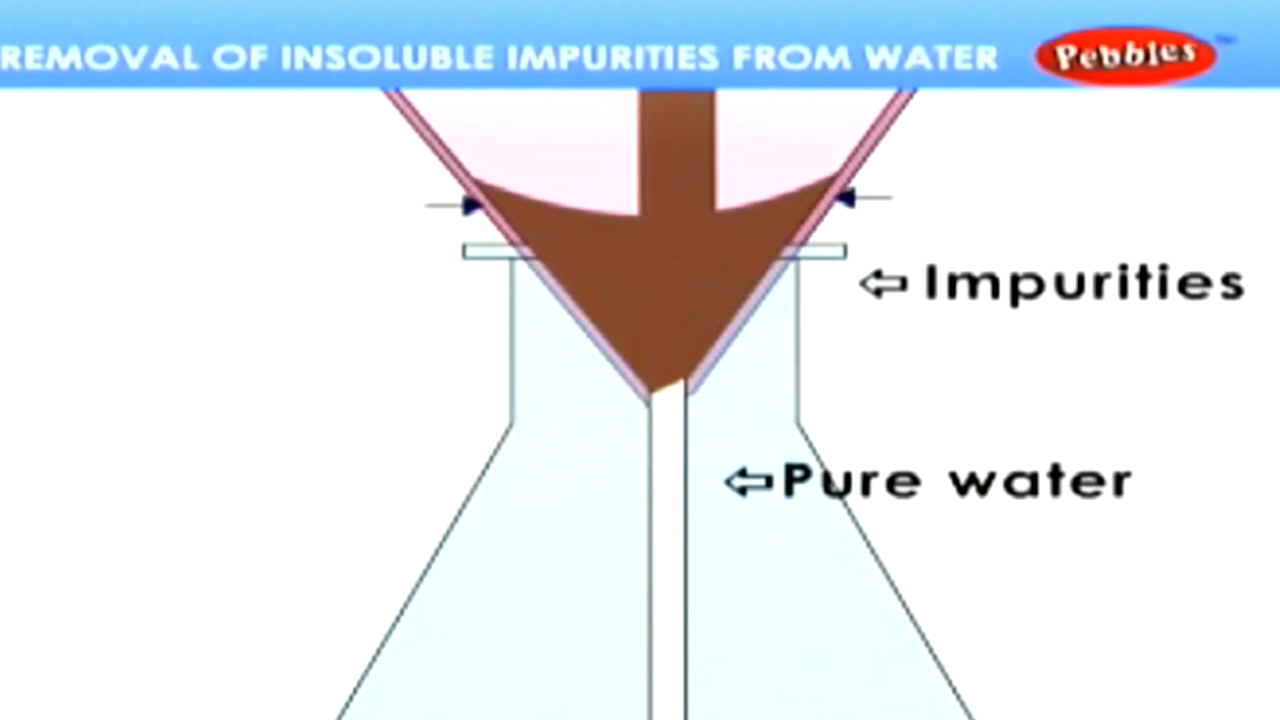 REMOVAL OF INSOLUBLE IMPURITIES FROM WATER
Pebbles
Impurities
Pure water